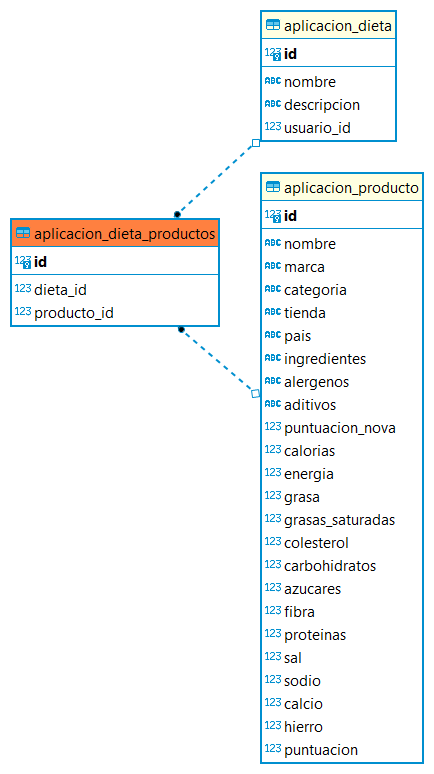 aplicacion_dieta
123 id
ABC nombre
ABC descripcion
123 usuario_id
aplicacion_dieta_productos
123 id
123 dieta_id
123 producto_id
aplicacion_producto
123 id
ABC nombre
ABC marca
ABC categoria
ABC tienda
ABC pais
ABC ingredientes
ABC alergenos
ABC aditivos
123 puntuacion_nova
123 calorias
123 energia
123 grasa
123 grasas_saturadas
123 colesterol
123 carbohidratos
123 azucares
123 fibra
123 proteinas
123 sal
123 sodio
123 calcio
123 hierro
123 puntuacion